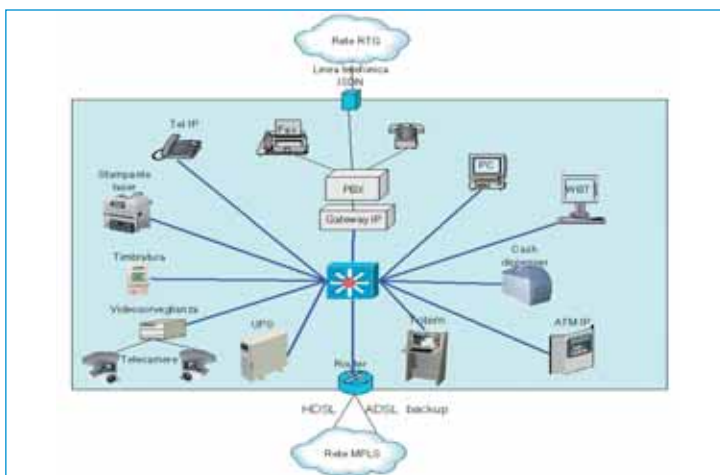 Rete RTG
Linea telefonica
ISDN
Tel IP
Fax
PC
Stampante
laser
PBX
WBT
Gateway IP
Timbratura
Cash
dispenser
Videosorveglianza
UPS
ATM IP
Telecamere
Router
HDSL
ADSL backup
Rete MPLS